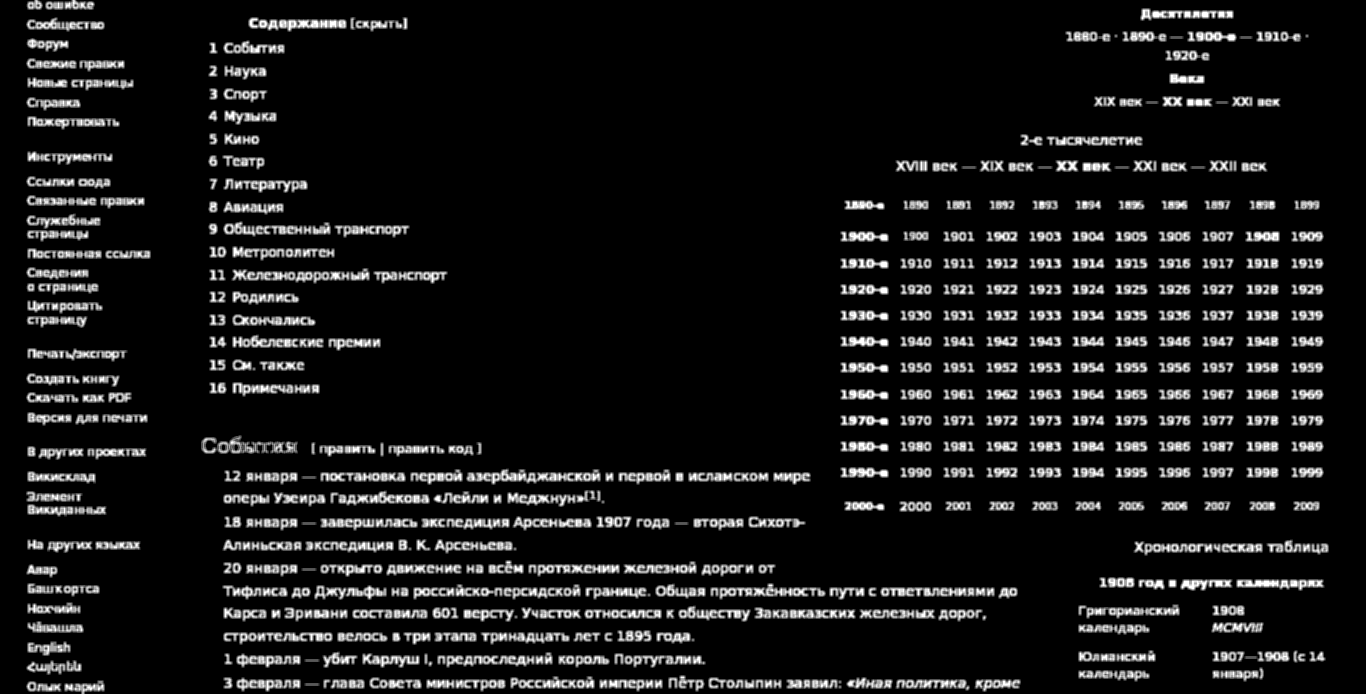 об ошибке
Сообщество
Форум
Свежие правки
Новые страницы
Справка
Пожертвовать
Инструменты
Ссылки сюда
Связанные правки
Служебные
страницы
Постоянная ссылка
Сведения
о странице
Цитировать
страницу
Печать/экспорт
Создать книгу
Скачать как PDF
Версия для печати
В других проектах
Викисклад
Элемент
Викиданных
На других языках
Авар
Башҡортса
Нохчийн
Чӑвашла
English
Հայերեն
Олык марий
Содержание [скрыть]
1 События
2 Наука
3 Спорт
4 Музыка
5 Кино
6 Театр
7 Литература
8 Авиация
9 Общественный транспорт
10 Метрополитен
11 Железнодорожный транспорт
12 Родились
13 Скончались
14 Нобелевские премии
15 См. также
16 Примечания
События [ править | править код ]
12 января — постановка первой азербайджанской и первой в исламском мире
оперы Узеира Гаджибекова «Лейли и Меджнун»[1].
18 января — завершилась экспедиция Арсеньева 1907 года — вторая Сихотэ-
Алиньская экспедиция В. К. Арсеньева.
20 января — открыто движение на всём протяжении железной дороги от
Тифлиса до Джульфы на российско-персидской границе. Общая протяжённость пути с ответвлениями до
Карса и Эривани составила 601 версту. Участок относился к обществу Закавказских железных дорог,
строительство велось в три этапа тринадцать лет с 1895 года.
1 февраля — убит Карлуш I, предпоследний король Португалии.
3 февраля — глава Совета министров Российской империи Пётр Столыпин заявил: «Иная политика, кроме
Десятилетия
1880-е · 1890-е — 1900-е — 1910-е ·
1920-е
Века
XIX век — XX век — XXI век
2-е тысячелетие
XVIII век — XIX век — XX век — XXI век — XXII век
1890-е 1890 1891 1892 1893 1894 1895 1896 1897 1898 1899
1900-е 1900 1901 1902 1903 1904 1905 1906 1907 1908 1909
1910-е 1910 1911 1912 1913 1914 1915 1916 1917 1918 1919
1920-е 1920 1921 1922 1923 1924 1925 1926 1927 1928 1929
1930-е 1930 1931 1932 1933 1934 1935 1936 1937 1938 1939
1940-е 1940 1941 1942 1943 1944 1945 1946 1947 1948 1949
1950-е 1950 1951 1952 1953 1954 1955 1956 1957 1958 1959
1960-е 1960 1961 1962 1963 1964 1965 1966 1967 1968 1969
1970-е 1970 1971 1972 1973 1974 1975 1976 1977 1978 1979
1980-е 1980 1981 1982 1983 1984 1985 1986 1987 1988 1989
1990-е 1990 1991 1992 1993 1994 1995 1996 1997 1998 1999
2000-е 2000 2001 2002 2003 2004 2005 2006 2007 2008 2009
Хронологическая таблица
1908 год в других календарях
Григорианский 1908
календарь MCMVIII
Юлианский 1907—1908 (с 14
календарь января)